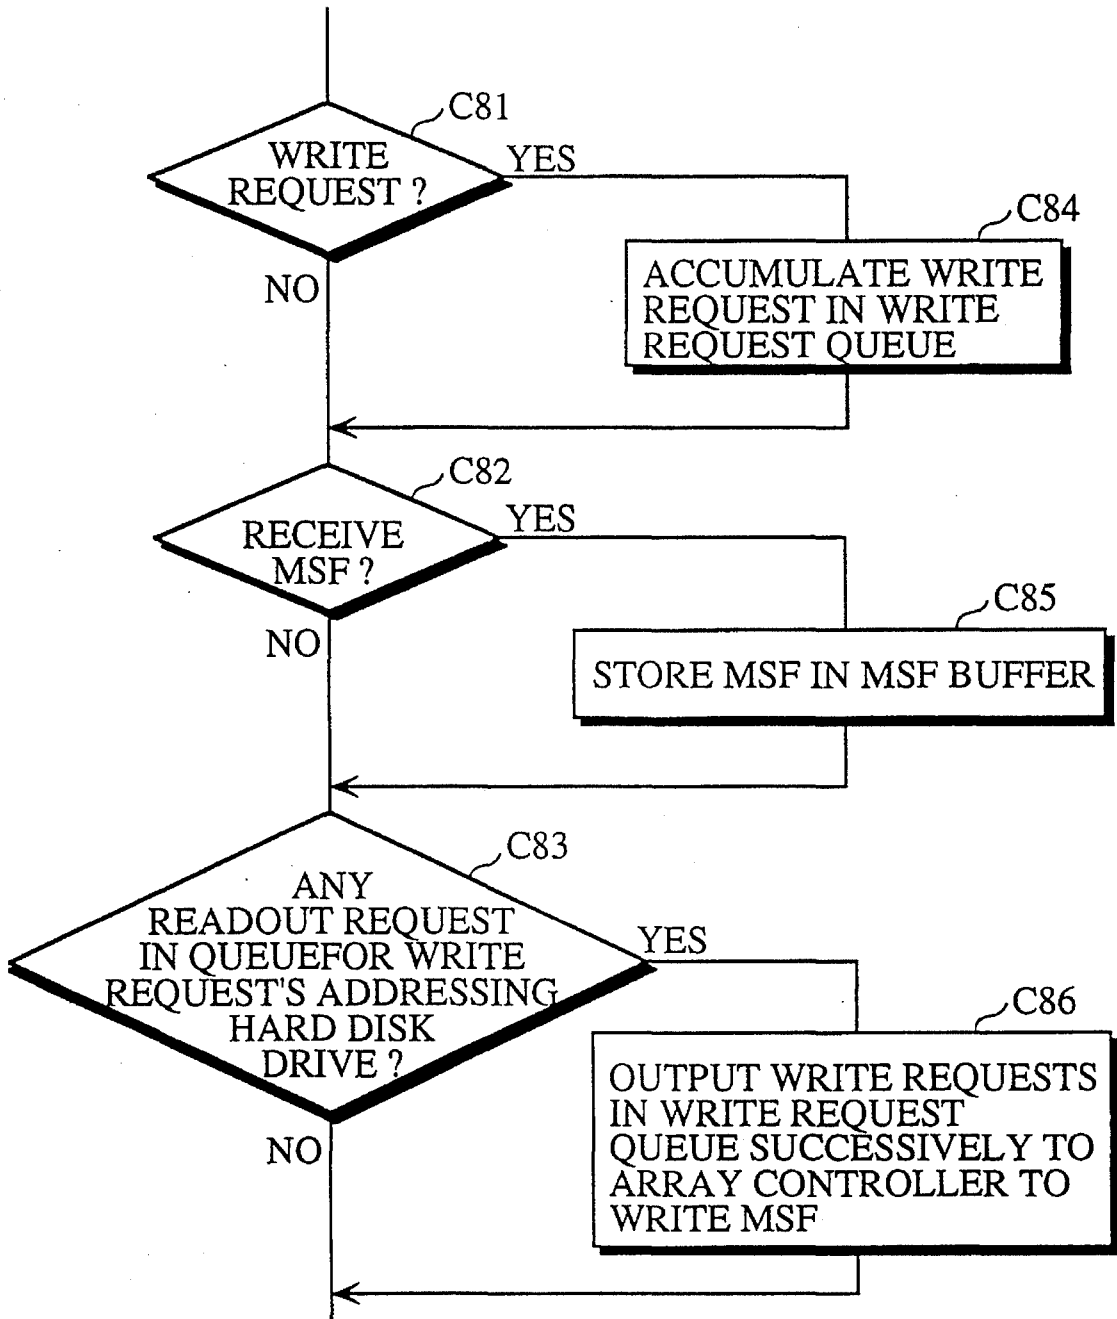 C81
WRITE
REQUEST ?
YES
NO
C84
ACCUMULATE WRITE
REQUEST IN WRITE
REQUEST QUEUE
C82
RECEIVE
MSF ?
YES
NO
C85
STORE MSF IN MSF BUFFER
C83
ANY
READOUT REQUEST
IN QUEUEFOR WRITE
REQUEST'S ADDRESSING
HARD DISK
DRIVE ?
YES
NO
C86
OUTPUT WRITE REQUESTS
IN WRITE REQUEST
QUEUE SUCCESSIVELY TO
ARRAY CONTROLLER TO
WRITE MSF